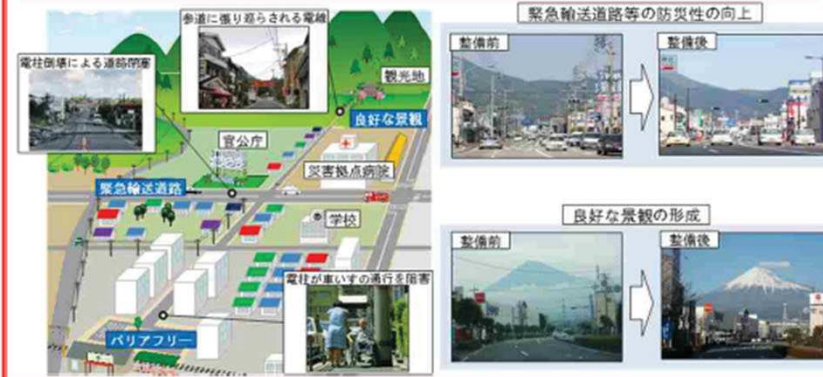 参道に張り巡らされる電線
電柱倒壊による道路閉塞
観光地
良好な景観
官公庁
災害拠点病院
緊急輸送道路
学校
電柱が車いすの通行を阻害
バリアフリー
緊急輸送道路等の防災性の向上
整備前
整備後
良好な景観の形成
整備前
整備後